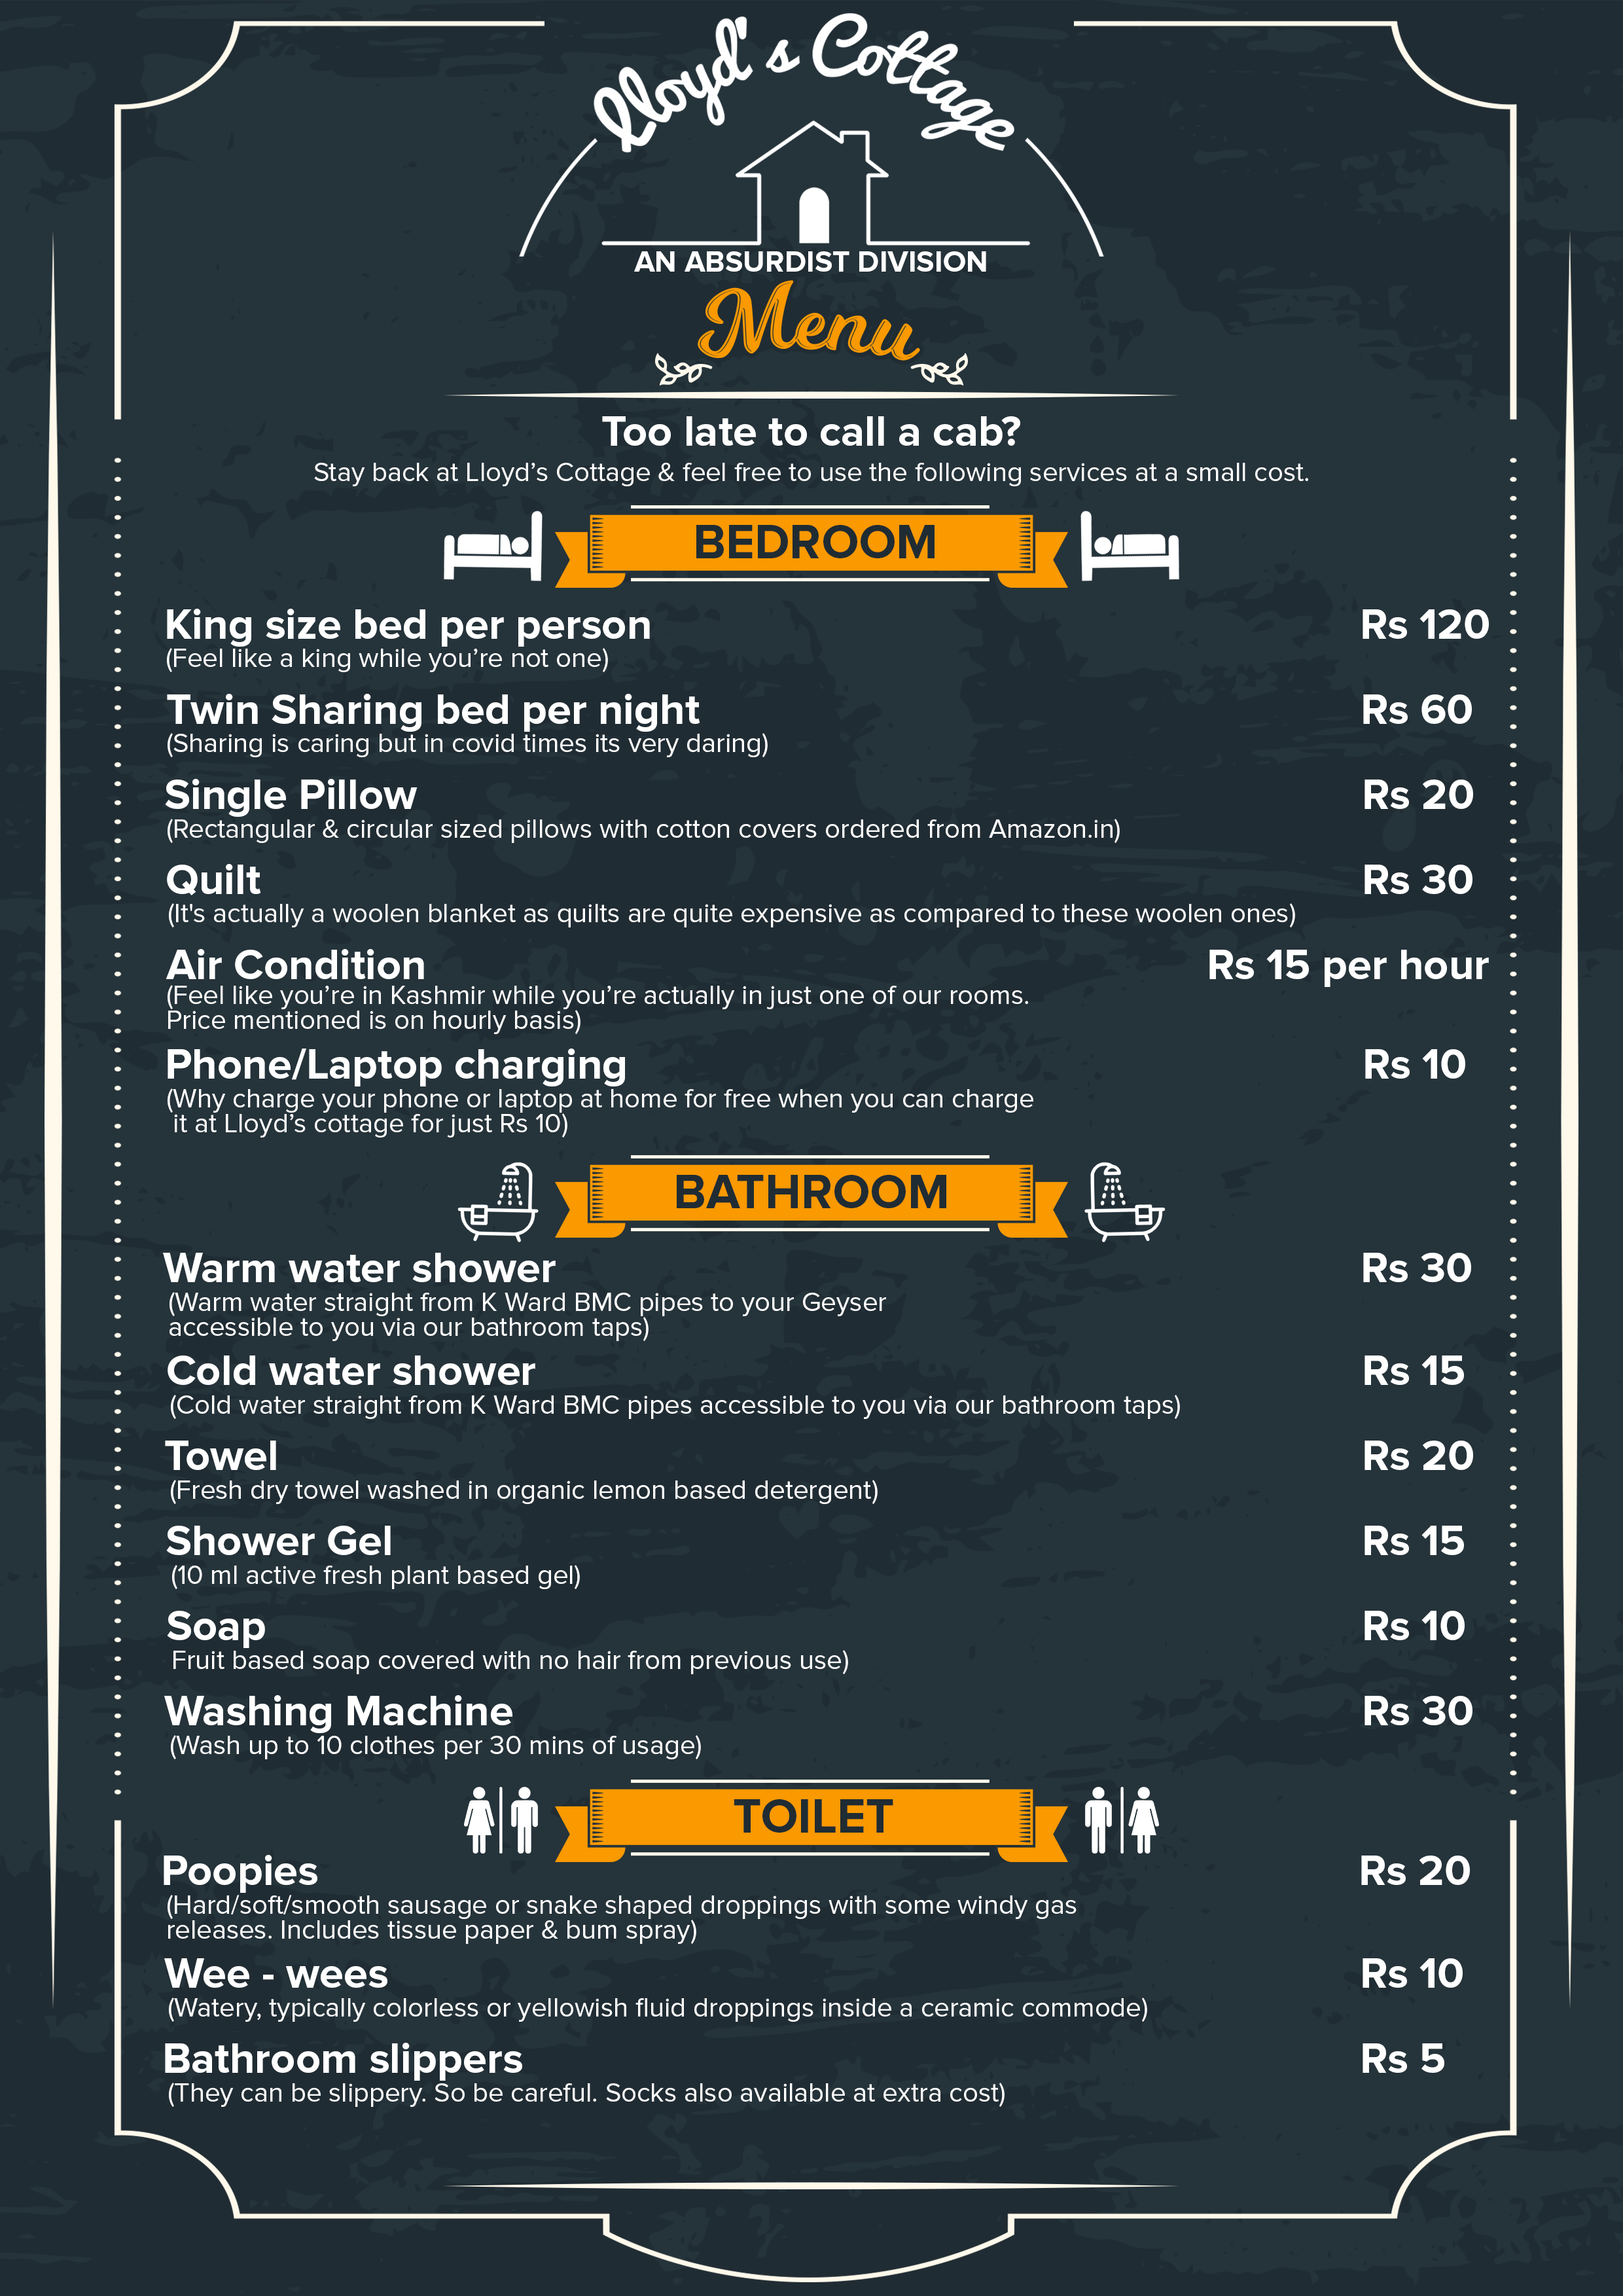 Lloyd's Cottage
AN ABSURDIST DIVISION
Menu
Too late to call a cab?
Stay back at Lloyd’s Cottage & feel free to use the following services at a small cost.
BEDROOM
King size bed per person Rs 120
(Feel like a king while you’re not one)
Twin Sharing bed per night Rs 60
(Sharing is caring but in covid times its very daring)
Single Pillow Rs 20
(Rectangular & circular sized pillows with cotton covers ordered from Amazon.in)
Quilt Rs 30
(It's actually a woolen blanket as quilts are quite expensive as compared to these woolen ones)
Air Condition Rs 15 per hour
(Feel like you’re in Kashmir while you’re actually in just one of our rooms.
Price mentioned is on hourly basis)
Phone/Laptop charging Rs 10
(Why charge your phone or laptop at home for free when you can charge
it at Lloyd’s cottage for just Rs 10)
BATHROOM
Warm water shower Rs 30
(Warm water straight from K Ward BMC pipes to your Geyser
accessible to you via our bathroom taps)
Cold water shower Rs 15
(Cold water straight from K Ward BMC pipes accessible to you via our bathroom taps)
Towel Rs 20
(Fresh dry towel washed in organic lemon based detergent)
Shower Gel Rs 15
(10 ml active fresh plant based gel)
Soap Rs 10
Fruit based soap covered with no hair from previous use)
Washing Machine Rs 30
(Wash up to 10 clothes per 30 mins of usage)
TOILET
Poopies Rs 20
(Hard/soft/smooth sausage or snake shaped droppings with some windy gas
releases. Includes tissue paper & bum spray)
Wee - wees Rs 10
(Watery, typically colorless or yellowish fluid droppings inside a ceramic commode)
Bathroom slippers Rs 5
(They can be slippery. So be careful. Socks also available at extra cost)